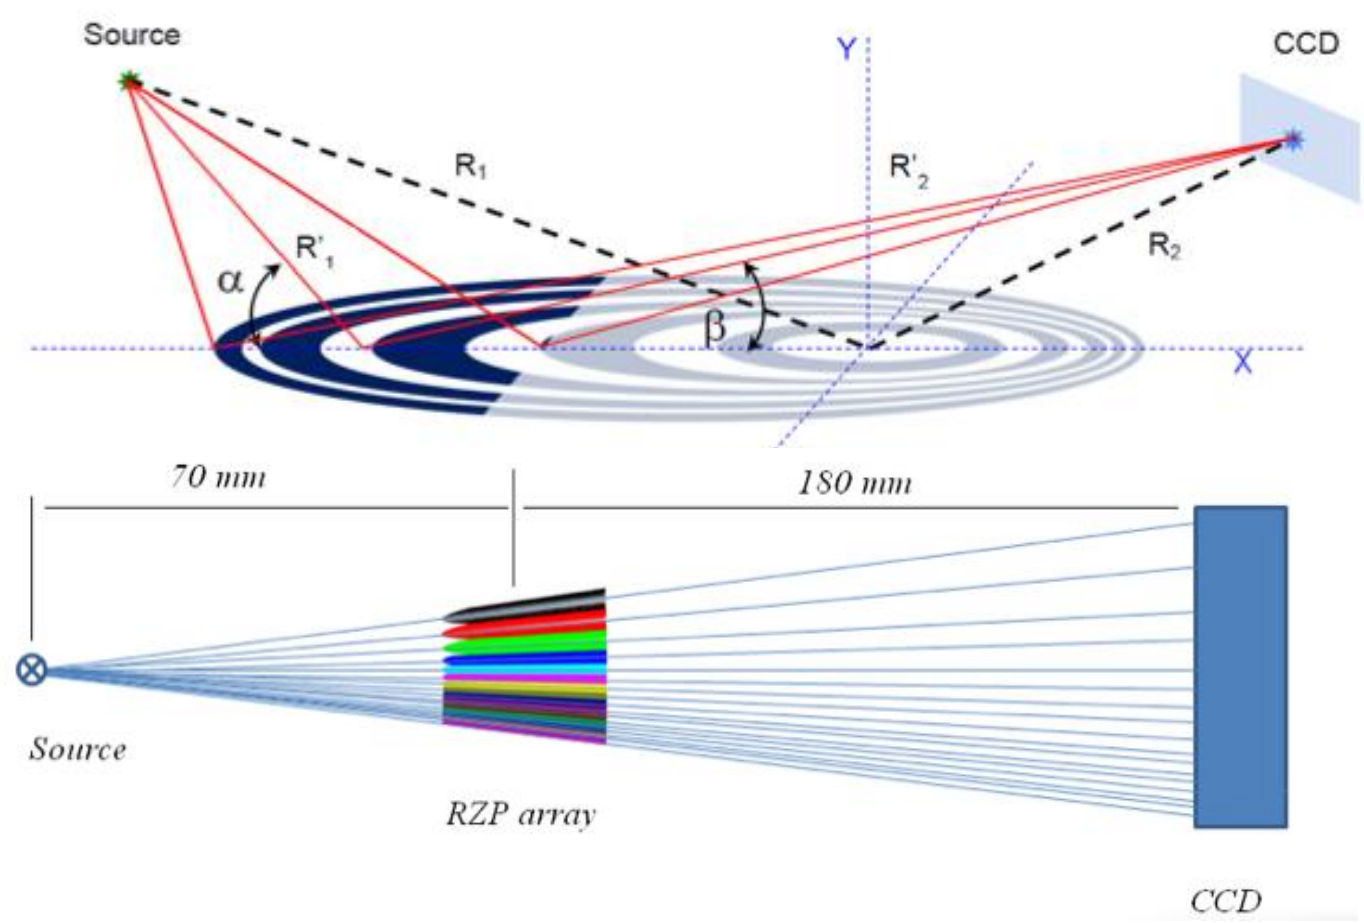 Source
CCD
Y
R₁
R'₂
R'₁
R₂
α
β
X
70 mm
180 mm
Source
RZP array
CCD